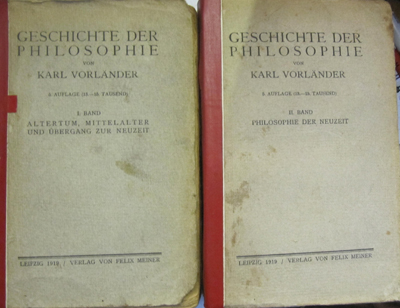 GESCHICHTE DER
PHILOSOPHIE
VON
KARL VORLÄNDER
I. BAND
ALTERTUM, MITTELALTER
UND ÜBERGANG ZUR NEUZEIT
LEIPZIG 1919 / VERLAG VON FELIX MEINER
GESCHICHTE DER
PHILOSOPHIE
VON
KARL VORLÄNDER
5. AUFLAGE
II. BAND
PHILOSOPHIE DER NEUZEIT
LEIPZIG 1919 / VERLAG VON FELIX MEINER